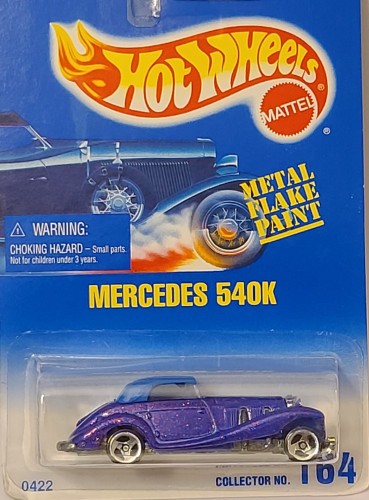 Hot Wheels
®
MATTEL
®
METAL
FLAKE
PAINT
⚠ WARNING:
CHOKING HAZARD – Small parts.
Not for children under 3 years.
MERCEDES 540K
0422
COLLECTOR NO. 164